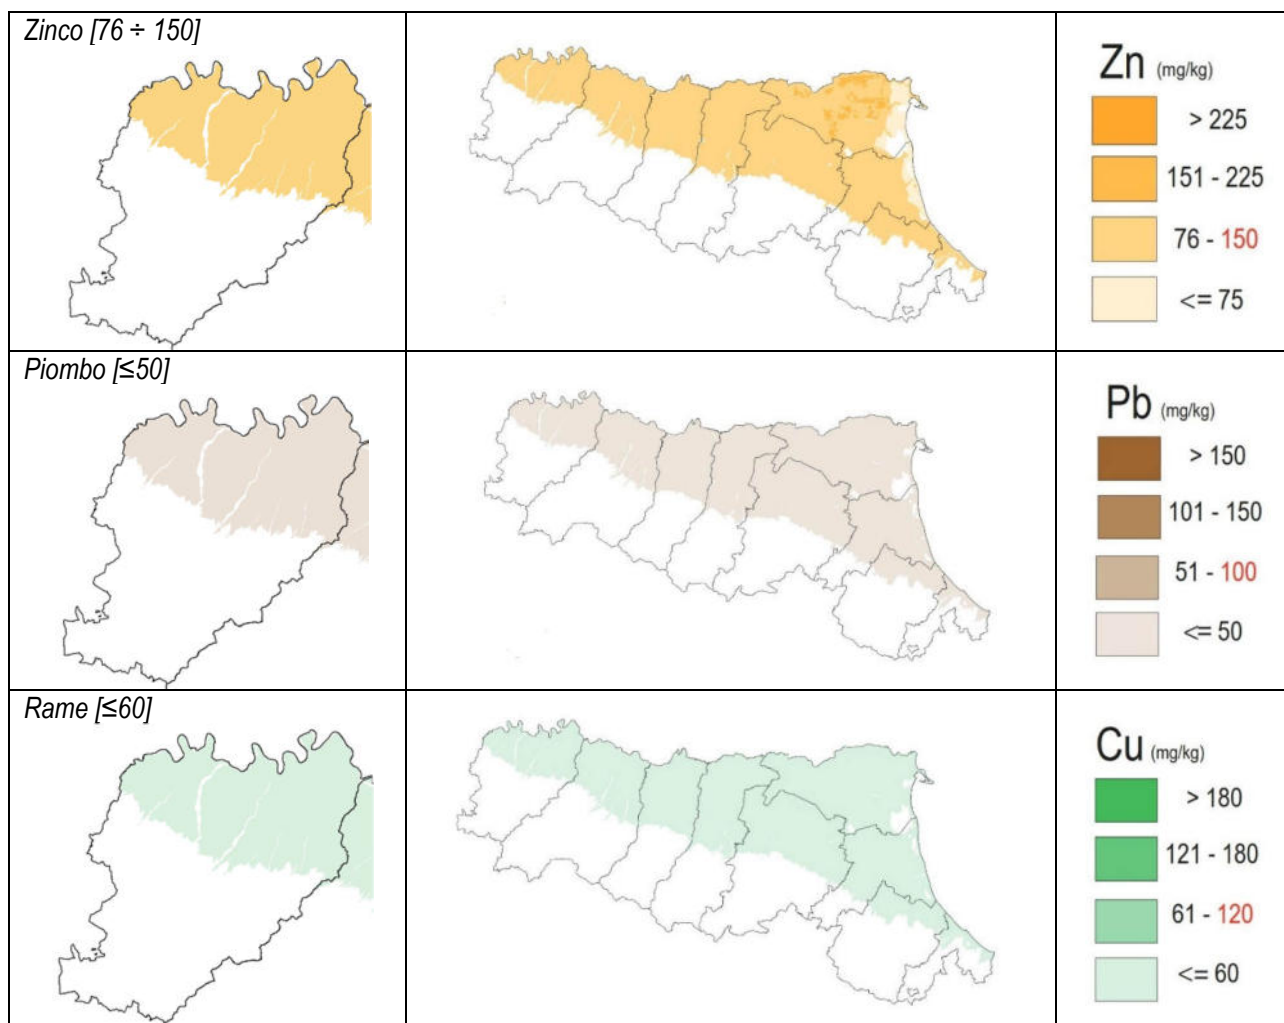 Zinco [76 ÷ 150]
Zn (mg/kg)
> 225
151 - 225
76 - 150
<= 75
Piombo [≤50]
Pb (mg/kg)
> 150
101 - 150
51 - 100
<= 50
Rame [≤60]
Cu (mg/kg)
> 180
121 - 180
61 - 120
<= 60